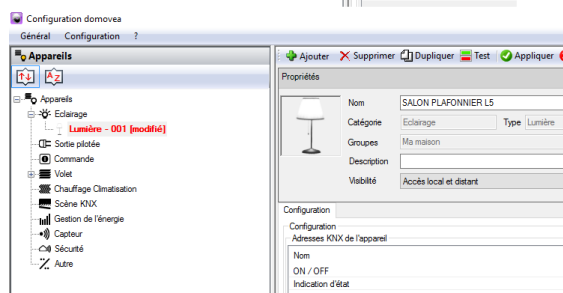 Configuration domovea
Général Configuration ?
Appareils
Ajouter Supprimer Dupliquer Test Appliquer
Propriétés
Nom SALON PLAFONNIER L5
Catégorie Eclairage Type Lumière
Groupes Ma maison
Description
Visibilité Accès local et distant
Appareils
Eclairage
Lumière - 001 [modifié]
Sortie pilotée
Commande
Volet
Chauffage Climatisation
Scène KNX
Gestion de l'énergie
Capteur
Sécurité
Autre
Configuration
Configuration
Adresses KNX de l'appareil
Nom
ON / OFF
Indication d'état